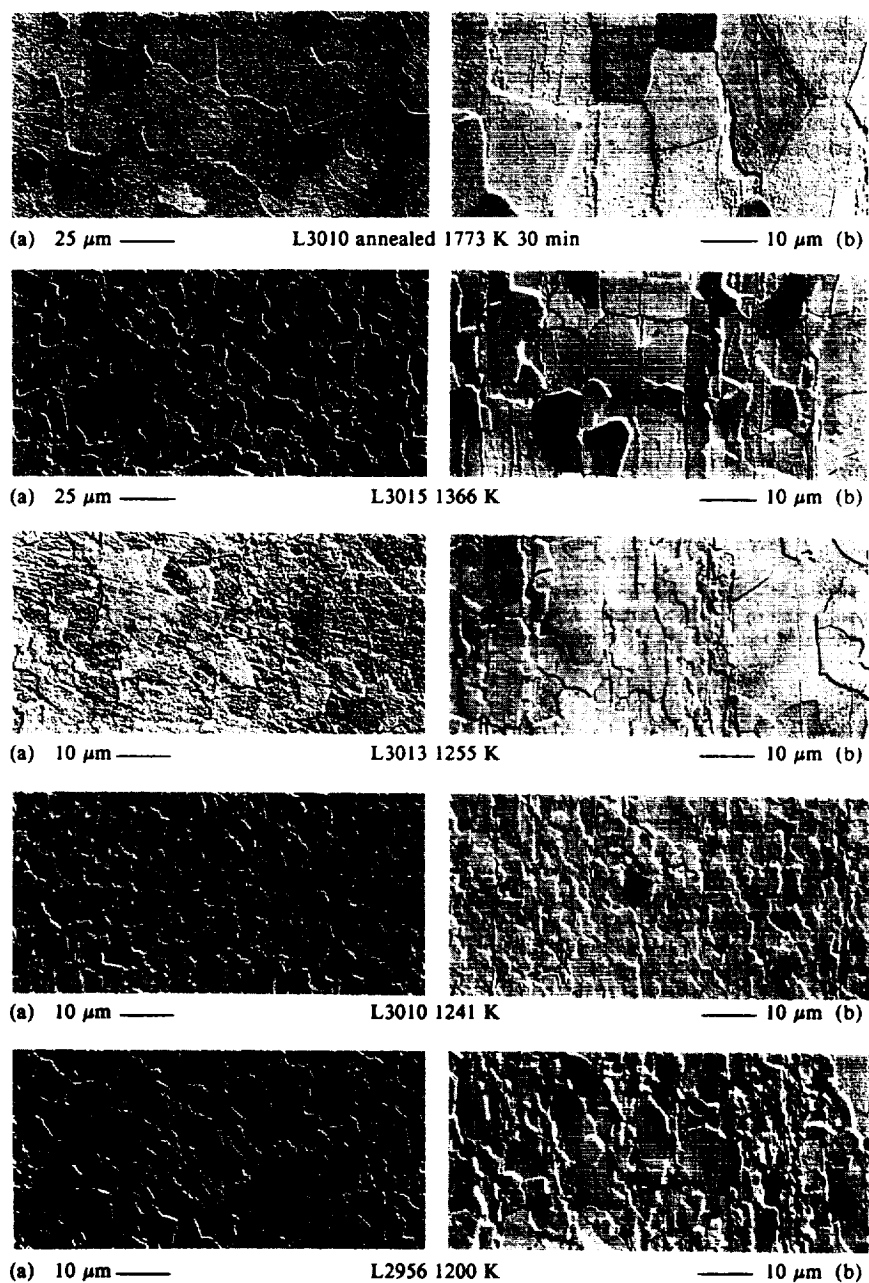 (a) 25 μm L3010 annealed 1773 K 30 min 10 μm (b)
(a) 25 μm L3015 1366 K 10 μm (b)
(a) 10 μm L3013 1255 K 10 μm (b)
(a) 10 μm L3010 1241 K 10 μm (b)
(a) 10 μm L2956 1200 K 10 μm (b)